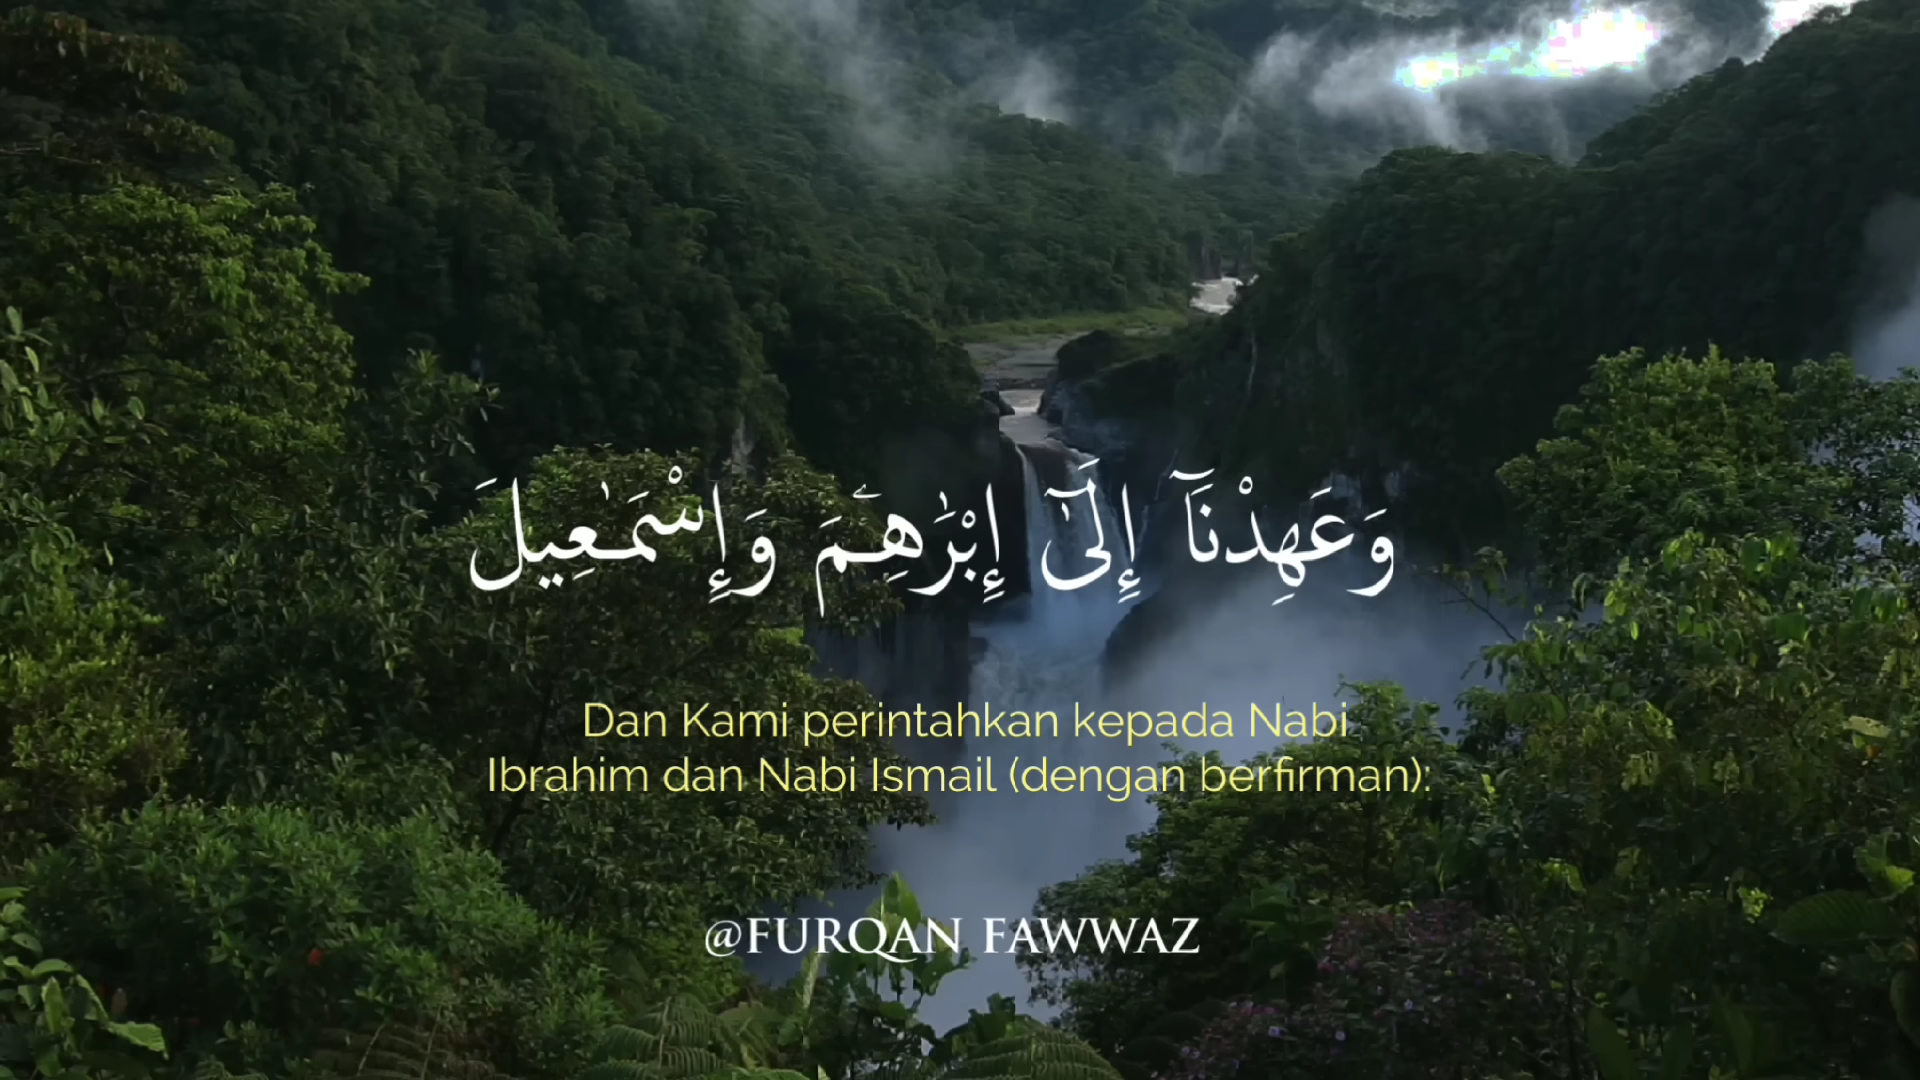 وَعَهِدْنَآ إِلَىٰٓ إِبْرَٰهِـۧمَ وَإِسْمَـٰعِيلَ
Dan Kami perintahkan kepada Nabi
Ibrahim dan Nabi Ismail (dengan berfirman):
@FURQAN FAWWAZ